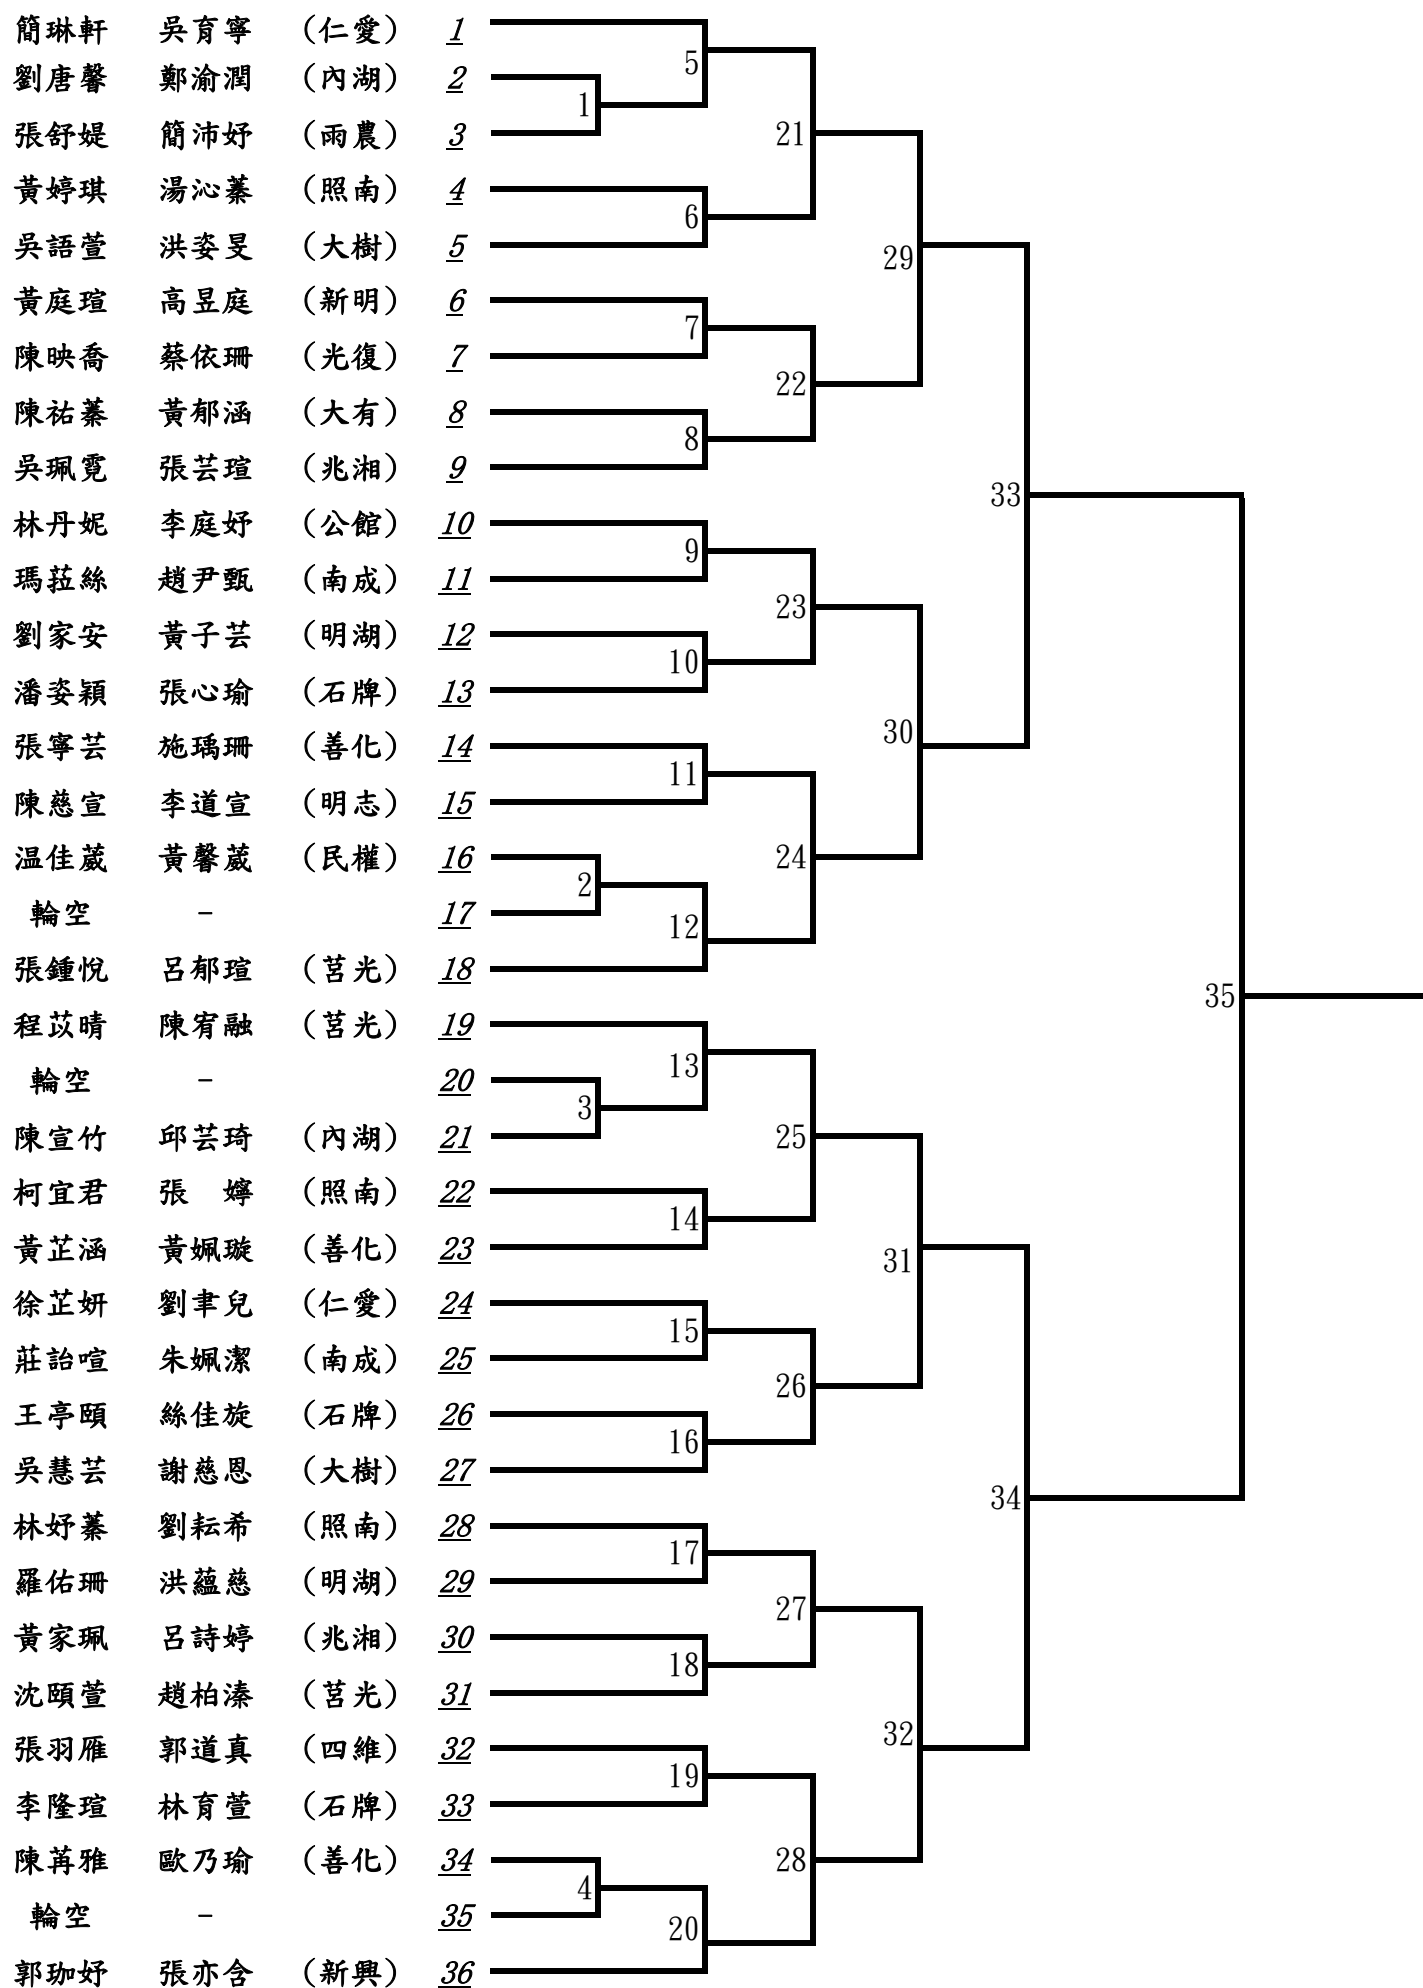 簡琳軒 吳育寧 (仁愛) 1
5
劉唐馨 鄭渝潤 (內湖) 2
1
張舒媞 簡沛妤 (雨農) 3
21
黃婷琪 湯沁蓁 (照南) 4
6
吳語萱 洪姿旻 (大樹) 5
29
黃庭瑄 高昱庭 (新明) 6
7
陳映喬 蔡依珊 (光復) 7
22
陳祐蓁 黃郁涵 (大有) 8
8
吳珮霓 張芸瑄 (兆湘) 9
33
林丹妮 李庭妤 (公館) 10
9
瑪菈絲 趙尹甄 (南成) 11
23
劉家安 黃子芸 (明湖) 12
10
潘姿穎 張心瑜 (石牌) 13
30
張寧芸 施瑀珊 (善化) 14
11
陳慈宣 李道宣 (明志) 15
温佳葳 黃馨葳 (民權) 16
24
2
輪空 - 17
12
張鍾悅 呂郁瑄 (莒光) 18
35
程苡晴 陳宥融 (莒光) 19
13
輪空 - 20
3
陳宣竹 邱芸琦 (內湖) 21
25
柯宜君 張 嬣 (照南) 22
14
黃芷涵 黃姵璇 (善化) 23
31
徐芷妍 劉聿兒 (仁愛) 24
15
莊詒喧 朱姵潔 (南成) 25
26
王亭頤 絲佳旋 (石牌) 26
16
吳慧芸 謝慈恩 (大樹) 27
34
林妤蓁 劉耘希 (照南) 28
17
羅佑珊 洪蘊慈 (明湖) 29
27
黃家珮 呂詩婷 (兆湘) 30
18
沈頤萱 趙柏溱 (莒光) 31
32
張羽雁 郭道真 (四維) 32
19
李隆瑄 林育萱 (石牌) 33
陳苒雅 歐乃瑜 (善化) 34
28
4
輪空 - 35
20
郭珈妤 張亦含 (新興) 36